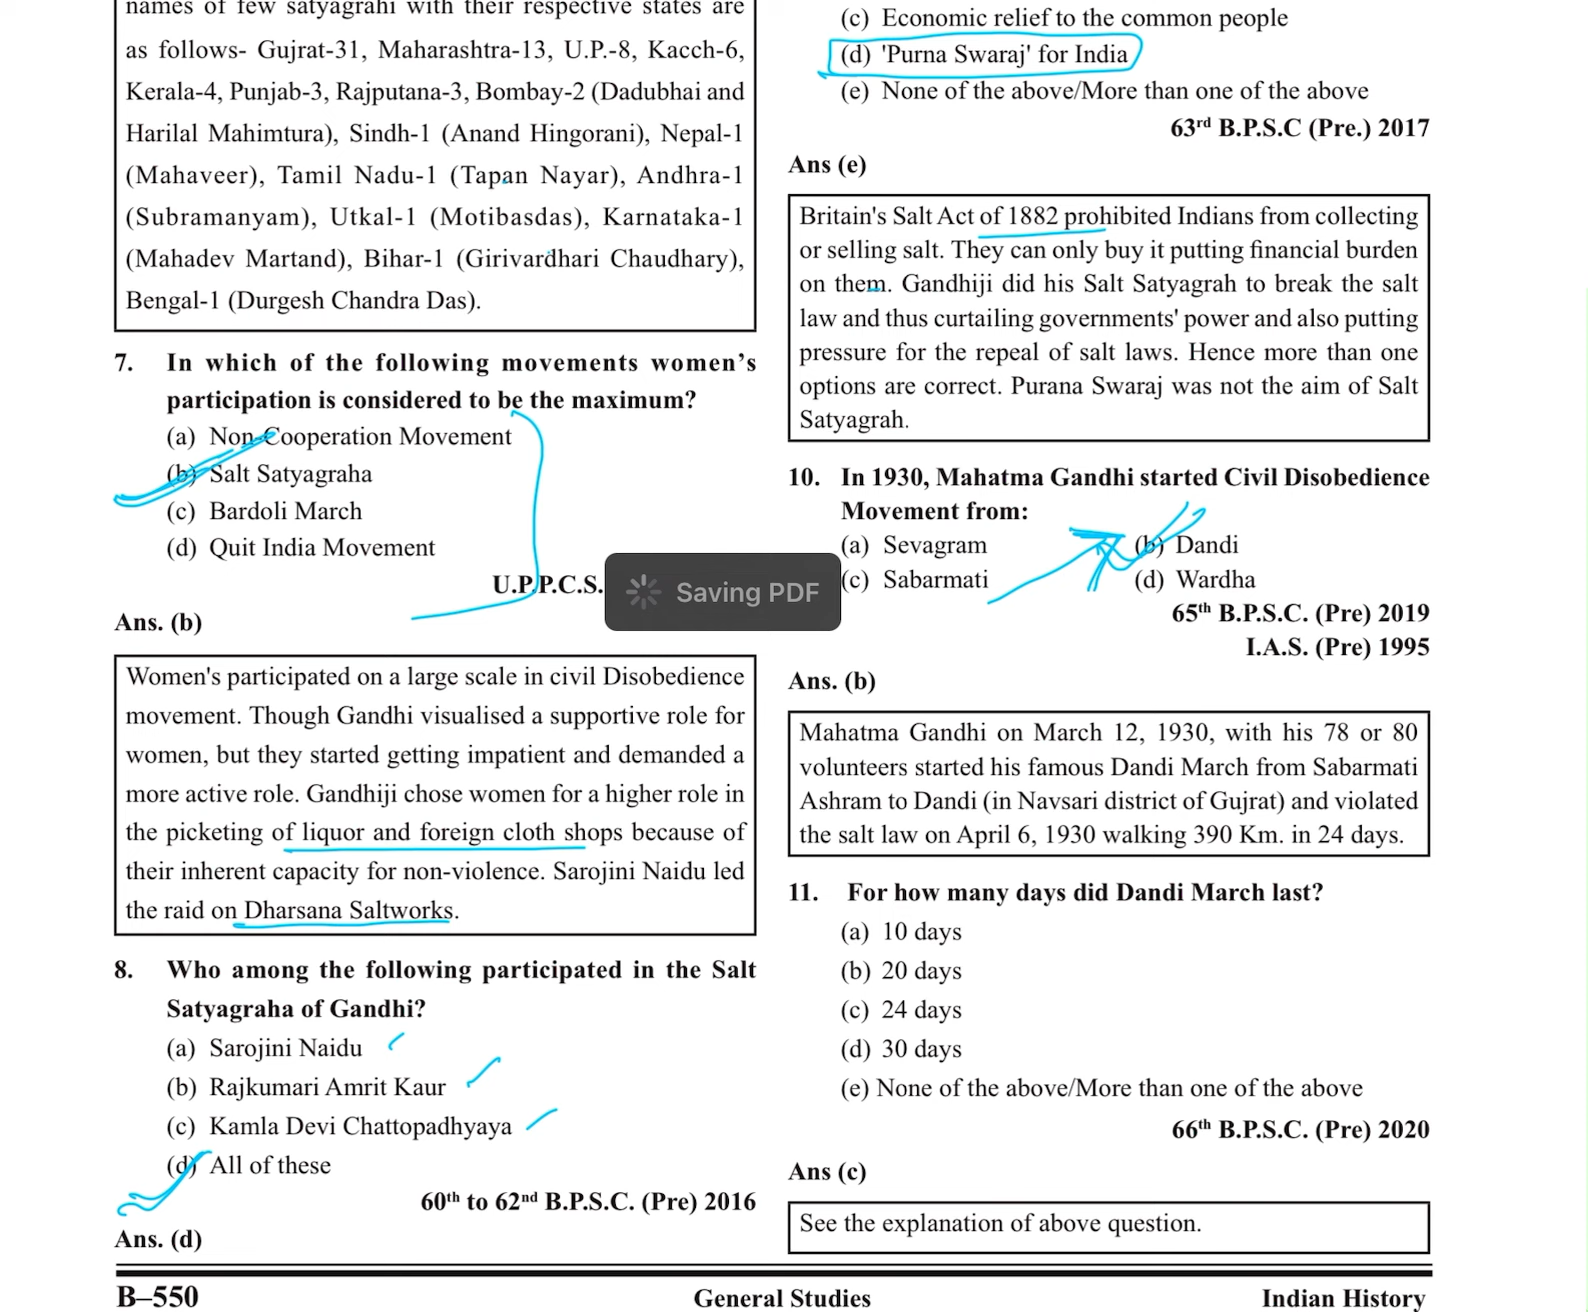 names of few satyagrahi with their respective states are
as follows- Gujrat-31, Maharashtra-13, U.P.-8, Kacch-6,
Kerala-4, Punjab-3, Rajputana-3, Bombay-2 (Dadubhai and
Harilal Mahimtura), Sindh-1 (Anand Hingorani), Nepal-1
(Mahaveer), Tamil Nadu-1 (Tapan Nayar), Andhra-1
(Subramanyam), Utkal-1 (Motibasdas), Karnataka-1
(Mahadev Martand), Bihar-1 (Girivardhari Chaudhary),
Bengal-1 (Durgesh Chandra Das).
7. In which of the following movements women's
participation is considered to be the maximum?
(a) Non-Cooperation Movement
(b) Salt Satyagraha
(c) Bardoli March
(d) Quit India Movement
U.P.P.C.S.
Ans. (b)
Women's participated on a large scale in civil Disobedience
movement. Though Gandhi visualised a supportive role for
women, but they started getting impatient and demanded a
more active role. Gandhiji chose women for a higher role in
the picketing of liquor and foreign cloth shops because of
their inherent capacity for non-violence. Sarojini Naidu led
the raid on Dharsana Saltworks.
8. Who among the following participated in the Salt
Satyagraha of Gandhi?
(a) Sarojini Naidu
(b) Rajkumari Amrit Kaur
(c) Kamla Devi Chattopadhyaya
(d) All of these
60th to 62nd B.P.S.C. (Pre) 2016
Ans. (d)
(c) Economic relief to the common people
(d) 'Purna Swaraj' for India
(e) None of the above/More than one of the above
63rd B.P.S.C (Pre.) 2017
Ans (e)
Britain's Salt Act of 1882 prohibited Indians from collecting
or selling salt. They can only buy it putting financial burden
on them. Gandhiji did his Salt Satyagrah to break the salt
law and thus curtailing governments' power and also putting
pressure for the repeal of salt laws. Hence more than one
options are correct. Purana Swaraj was not the aim of Salt
Satyagrah.
10. In 1930, Mahatma Gandhi started Civil Disobedience
Movement from:
(a) Sevagram (b) Dandi
(c) Sabarmati (d) Wardha
Saving PDF
65th B.P.S.C. (Pre) 2019
I.A.S. (Pre) 1995
Ans. (b)
Mahatma Gandhi on March 12, 1930, with his 78 or 80
volunteers started his famous Dandi March from Sabarmati
Ashram to Dandi (in Navsari district of Gujrat) and violated
the salt law on April 6, 1930 walking 390 Km. in 24 days.
11. For how many days did Dandi March last?
(a) 10 days
(b) 20 days
(c) 24 days
(d) 30 days
(e) None of the above/More than one of the above
66th B.P.S.C. (Pre) 2020
Ans (c)
See the explanation of above question.
B–550 General Studies Indian History